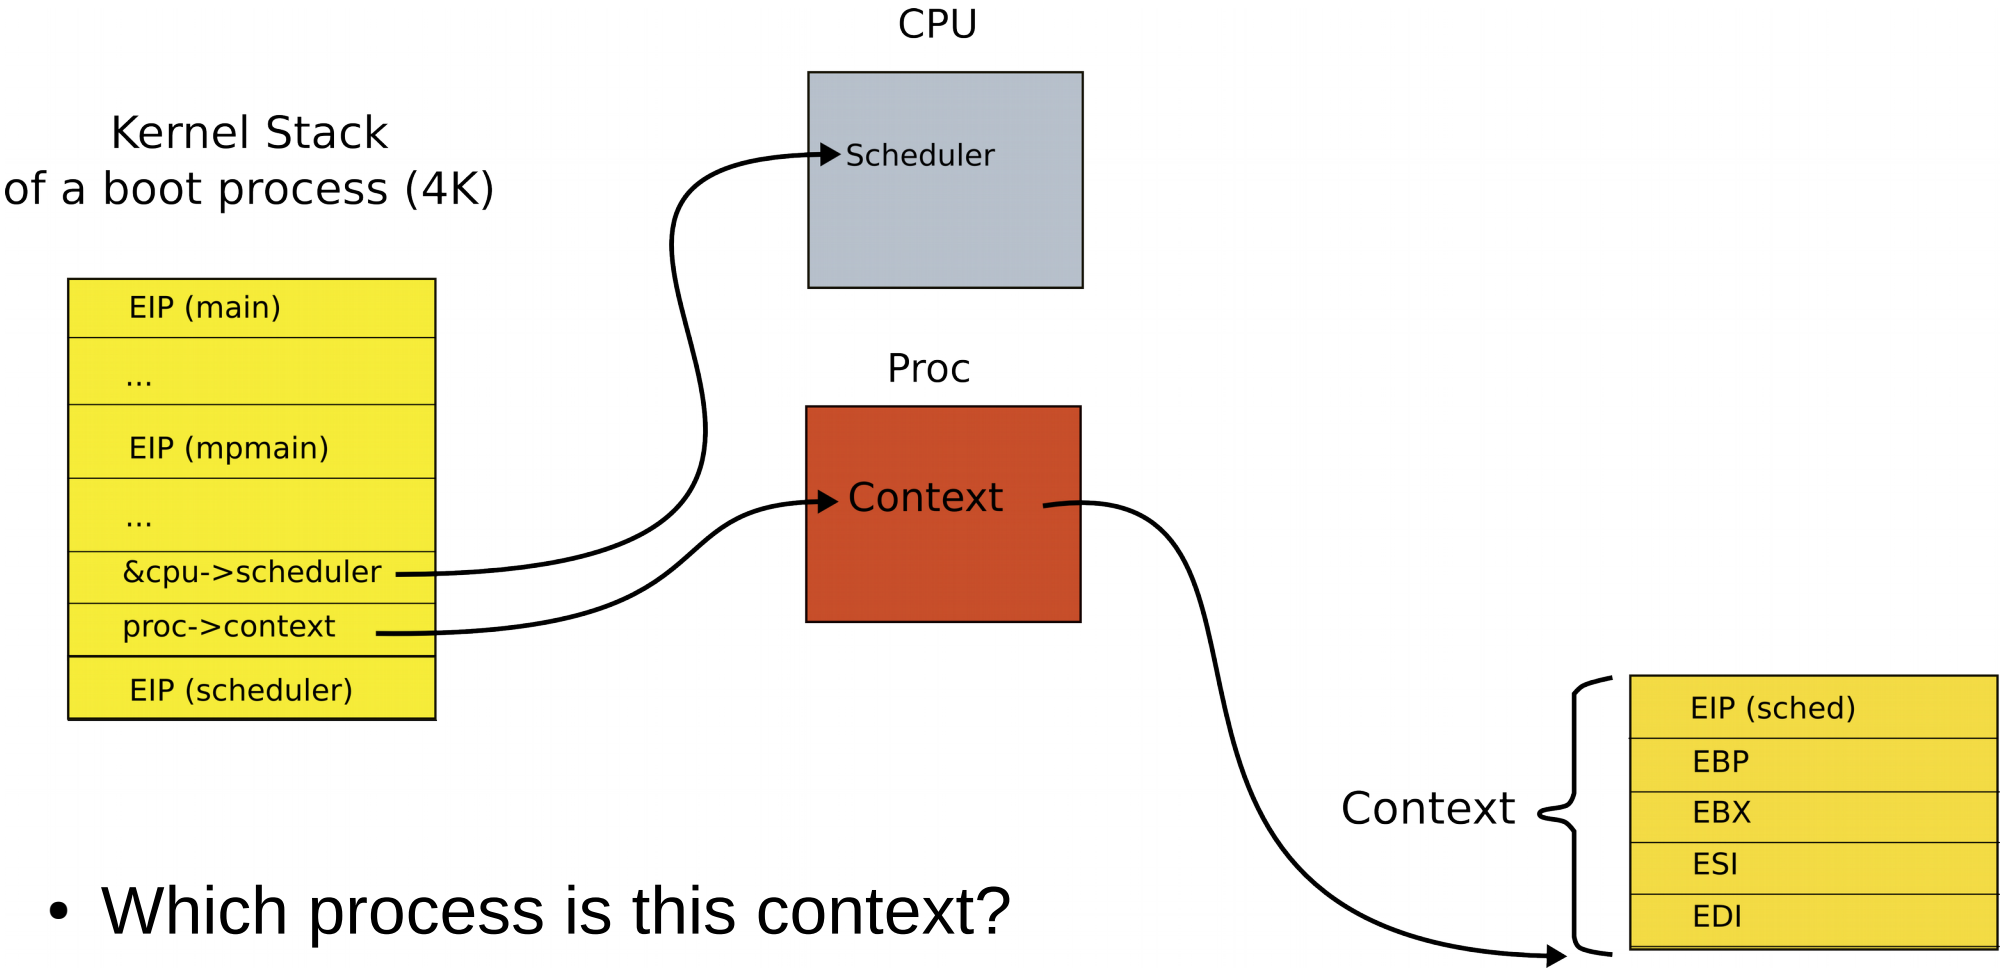 CPU
Scheduler
Kernel Stack
of a boot process (4K)
EIP (main)
...
EIP (mpmain)
...
&cpu->scheduler
proc->context
EIP (scheduler)
Proc
Context
Context
EIP (sched)
EBP
EBX
ESI
EDI
• Which process is this context?